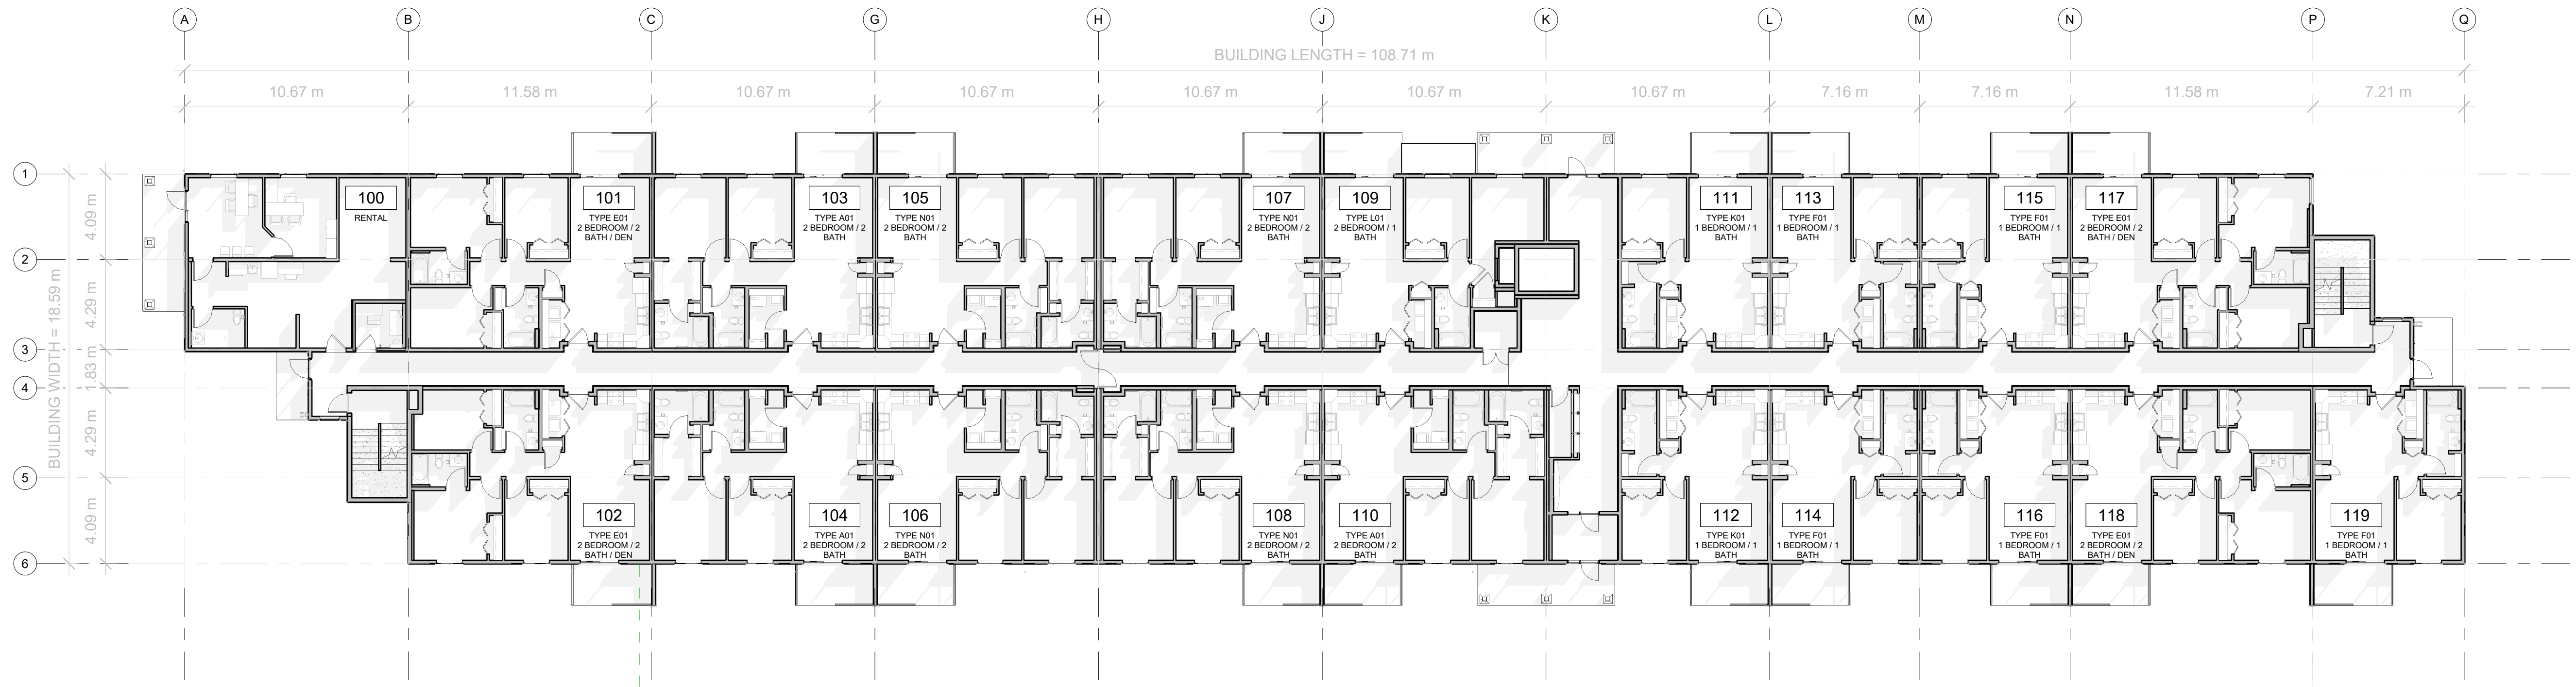 A B C G H J K L M N P Q
BUILDING LENGTH = 108.71 m
10.67 m 11.58 m 10.67 m 10.67 m 10.67 m 10.67 m 10.67 m 7.16 m 7.16 m 11.58 m 7.21 m
1
2
3
4
5
6
BUILDING WIDTH = 18.59 m
4.09 m
4.29 m
1.83 m
4.29 m
4.09 m
100
RENTAL
101
TYPE E01
2 BEDROOM / 2
BATH / DEN
103
TYPE A01
2 BEDROOM / 2
BATH
105
TYPE N01
2 BEDROOM / 2
BATH
107
TYPE N01
2 BEDROOM / 2
BATH
109
TYPE L01
2 BEDROOM / 1
BATH
111
TYPE K01
1 BEDROOM / 1
BATH
113
TYPE F01
1 BEDROOM / 1
BATH
115
TYPE F01
1 BEDROOM / 1
BATH
117
TYPE E01
2 BEDROOM / 2
BATH / DEN
102
TYPE E01
2 BEDROOM / 2
BATH / DEN
104
TYPE A01
2 BEDROOM / 2
BATH
106
TYPE N01
2 BEDROOM / 2
BATH
108
TYPE N01
2 BEDROOM / 2
BATH
110
TYPE A01
2 BEDROOM / 2
BATH
112
TYPE K01
1 BEDROOM / 1
BATH
114
TYPE F01
1 BEDROOM / 1
BATH
116
TYPE F01
1 BEDROOM / 1
BATH
118
TYPE E01
2 BEDROOM / 2
BATH / DEN
119
TYPE F01
1 BEDROOM / 1
BATH